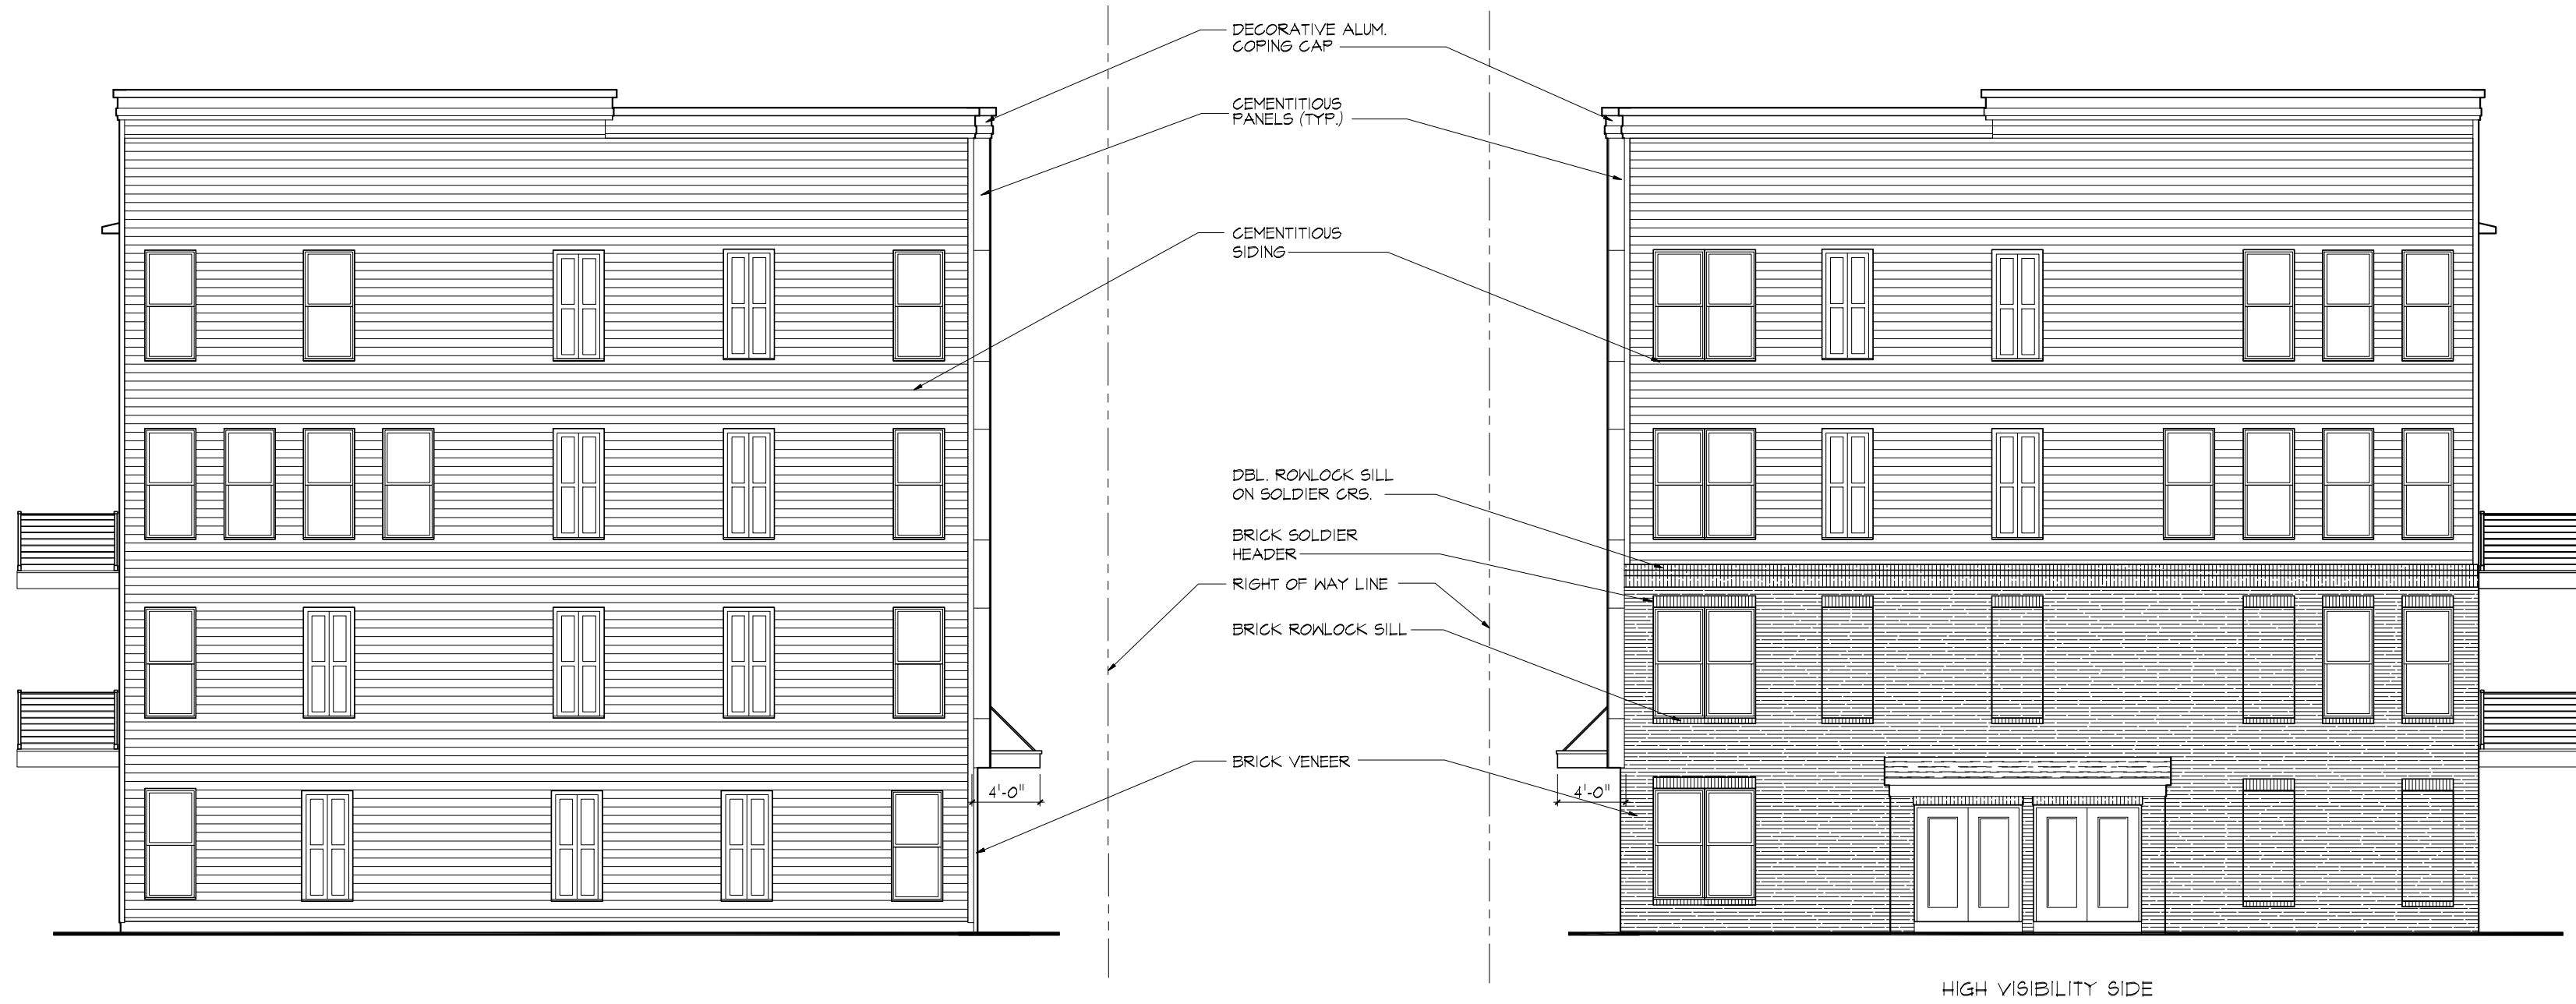 DECORATIVE ALUM.
COPING CAP
CEMENTITIOUS
PANELS (TYP.)
CEMENTITIOUS
SIDING
DBL. ROWLOCK SILL
ON SOLDIER CRS.
BRICK SOLDIER
HEADER
RIGHT OF WAY LINE
BRICK ROWLOCK SILL
BRICK VENEER
4'-0"
4'-0"
HIGH VISIBILITY SIDE